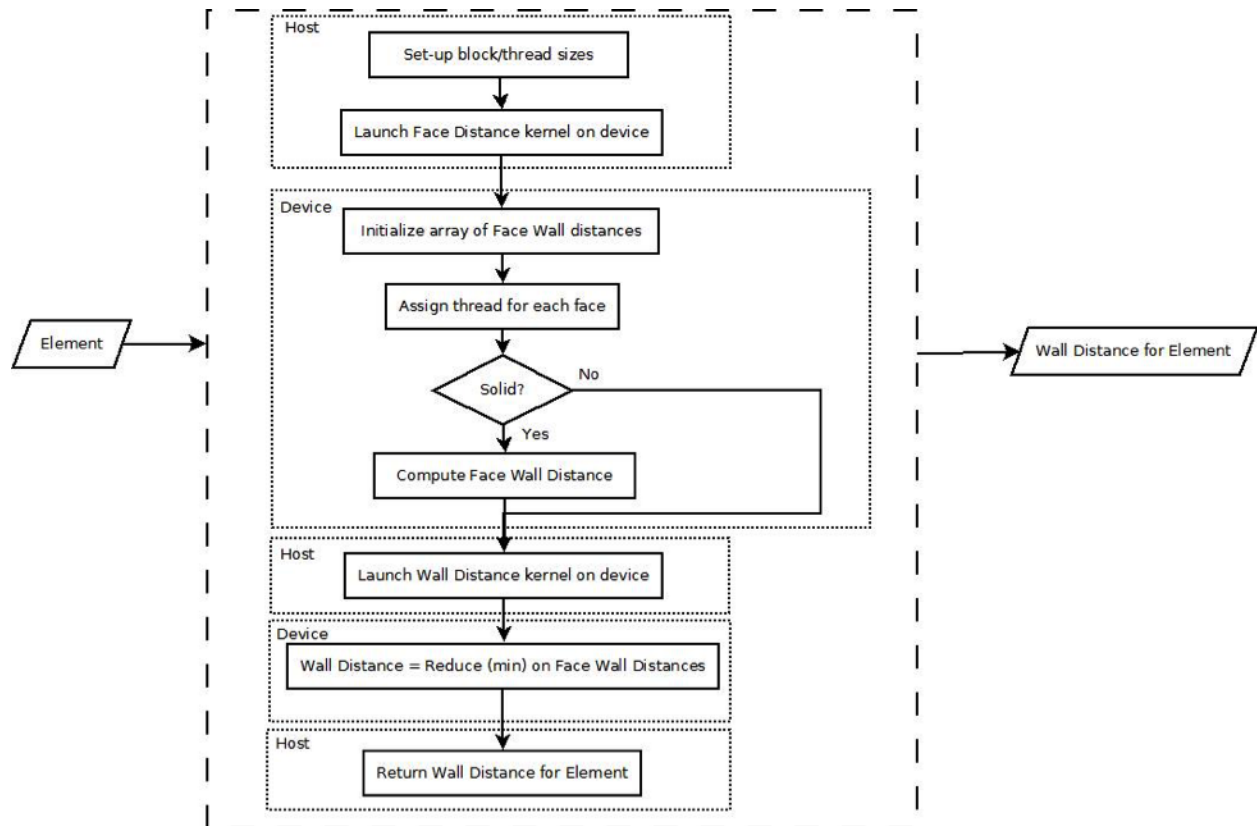 Host
Set-up block/thread sizes
Launch Face Distance kernel on device
Device
Initialize array of Face Wall distances
Assign thread for each face
Element
Wall Distance for Element
Solid?
No
Yes
Compute Face Wall Distance
Host
Launch Wall Distance kernel on device
Device
Wall Distance = Reduce (min) on Face Wall Distances
Host
Return Wall Distance for Element